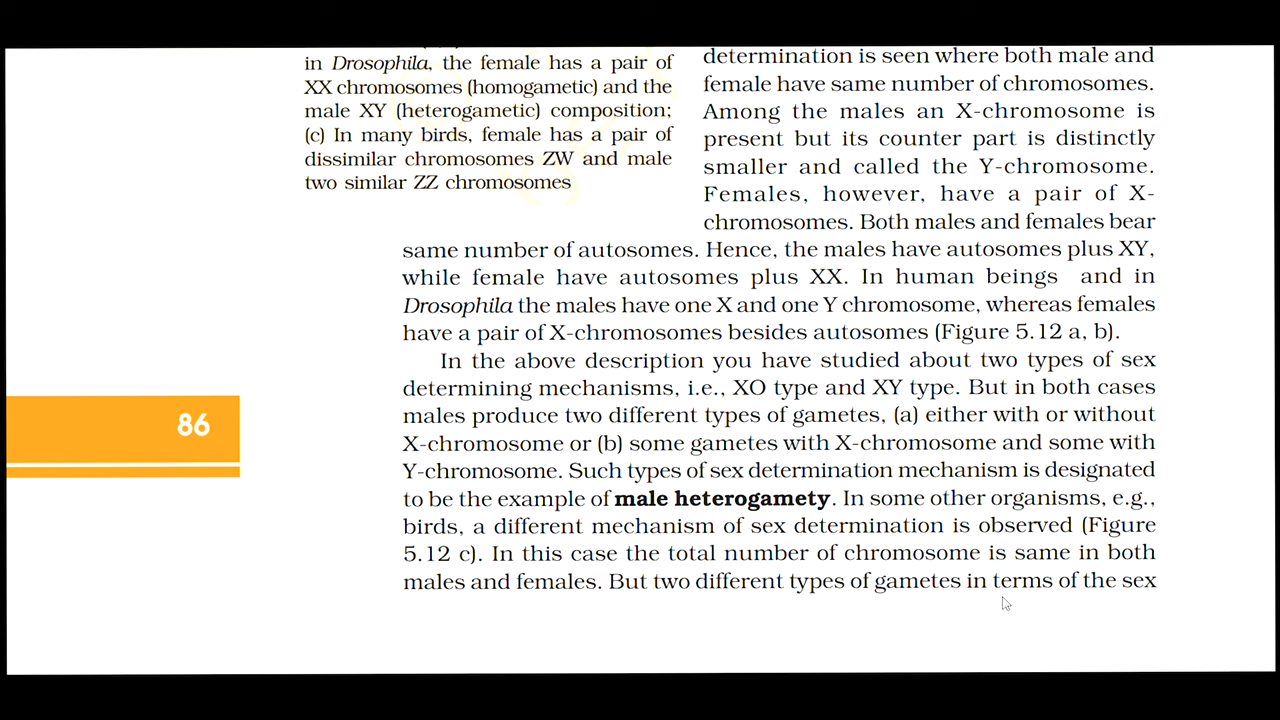 in Drosophila, the female has a pair of
XX chromosomes (homogametic) and the
male XY (heterogametic) composition;
(c) In many birds, female has a pair of
dissimilar chromosomes ZW and male
two similar ZZ chromosomes
determination is seen where both male and
female have same number of chromosomes.
Among the males an X-chromosome is
present but its counter part is distinctly
smaller and called the Y-chromosome.
Females, however, have a pair of X-
chromosomes. Both males and females bear
same number of autosomes. Hence, the males have autosomes plus XY,
while female have autosomes plus XX. In human beings and in
Drosophila the males have one X and one Y chromosome, whereas females
have a pair of X-chromosomes besides autosomes (Figure 5.12 a, b).
In the above description you have studied about two types of sex
determining mechanisms, i.e., XO type and XY type. But in both cases
males produce two different types of gametes, (a) either with or without
X-chromosome or (b) some gametes with X-chromosome and some with
Y-chromosome. Such types of sex determination mechanism is designated
to be the example of male heterogamety. In some other organisms, e.g.,
birds, a different mechanism of sex determination is observed (Figure
5.12 c). In this case the total number of chromosome is same in both
males and females. But two different types of gametes in terms of the sex
86